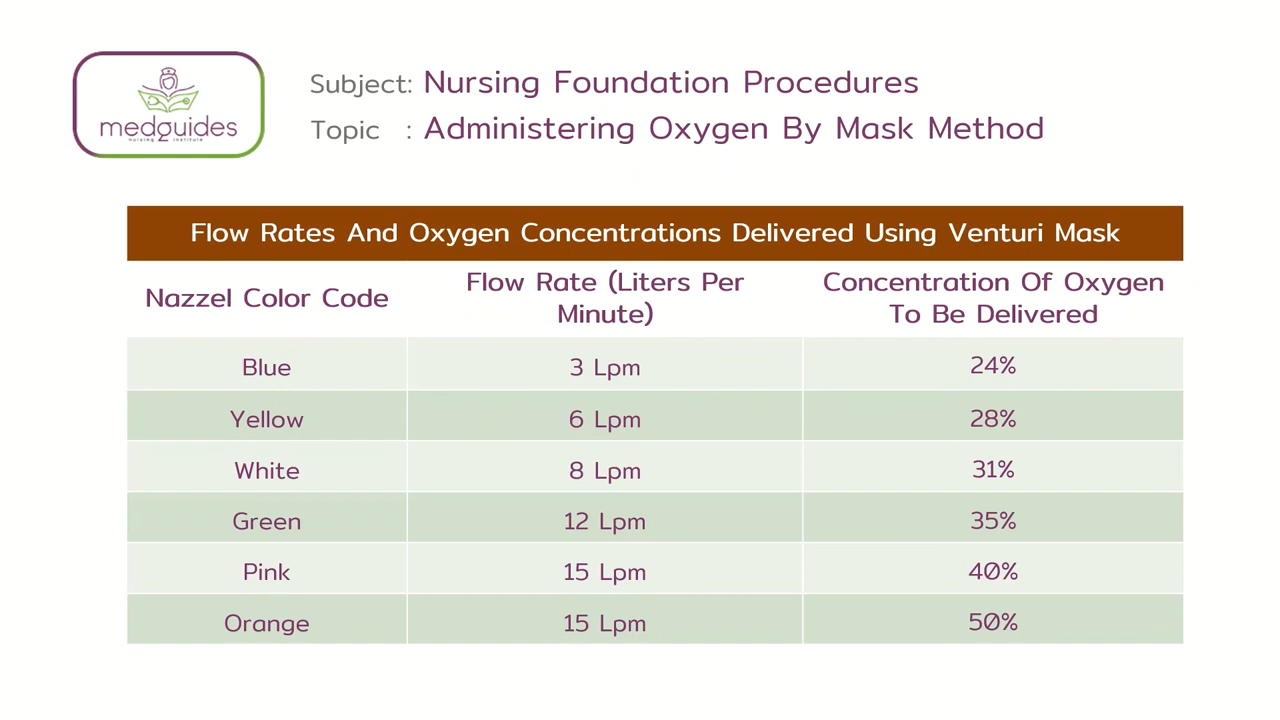 medguides
nursing institute
Subject: Nursing Foundation Procedures
Topic : Administering Oxygen By Mask Method
Flow Rates And Oxygen Concentrations Delivered Using Venturi Mask
Nazzel Color Code
Flow Rate (Liters Per
Minute)
Concentration Of Oxygen
To Be Delivered
Blue 3 Lpm 24%
Yellow 6 Lpm 28%
White 8 Lpm 31%
Green 12 Lpm 35%
Pink 15 Lpm 40%
Orange 15 Lpm 50%